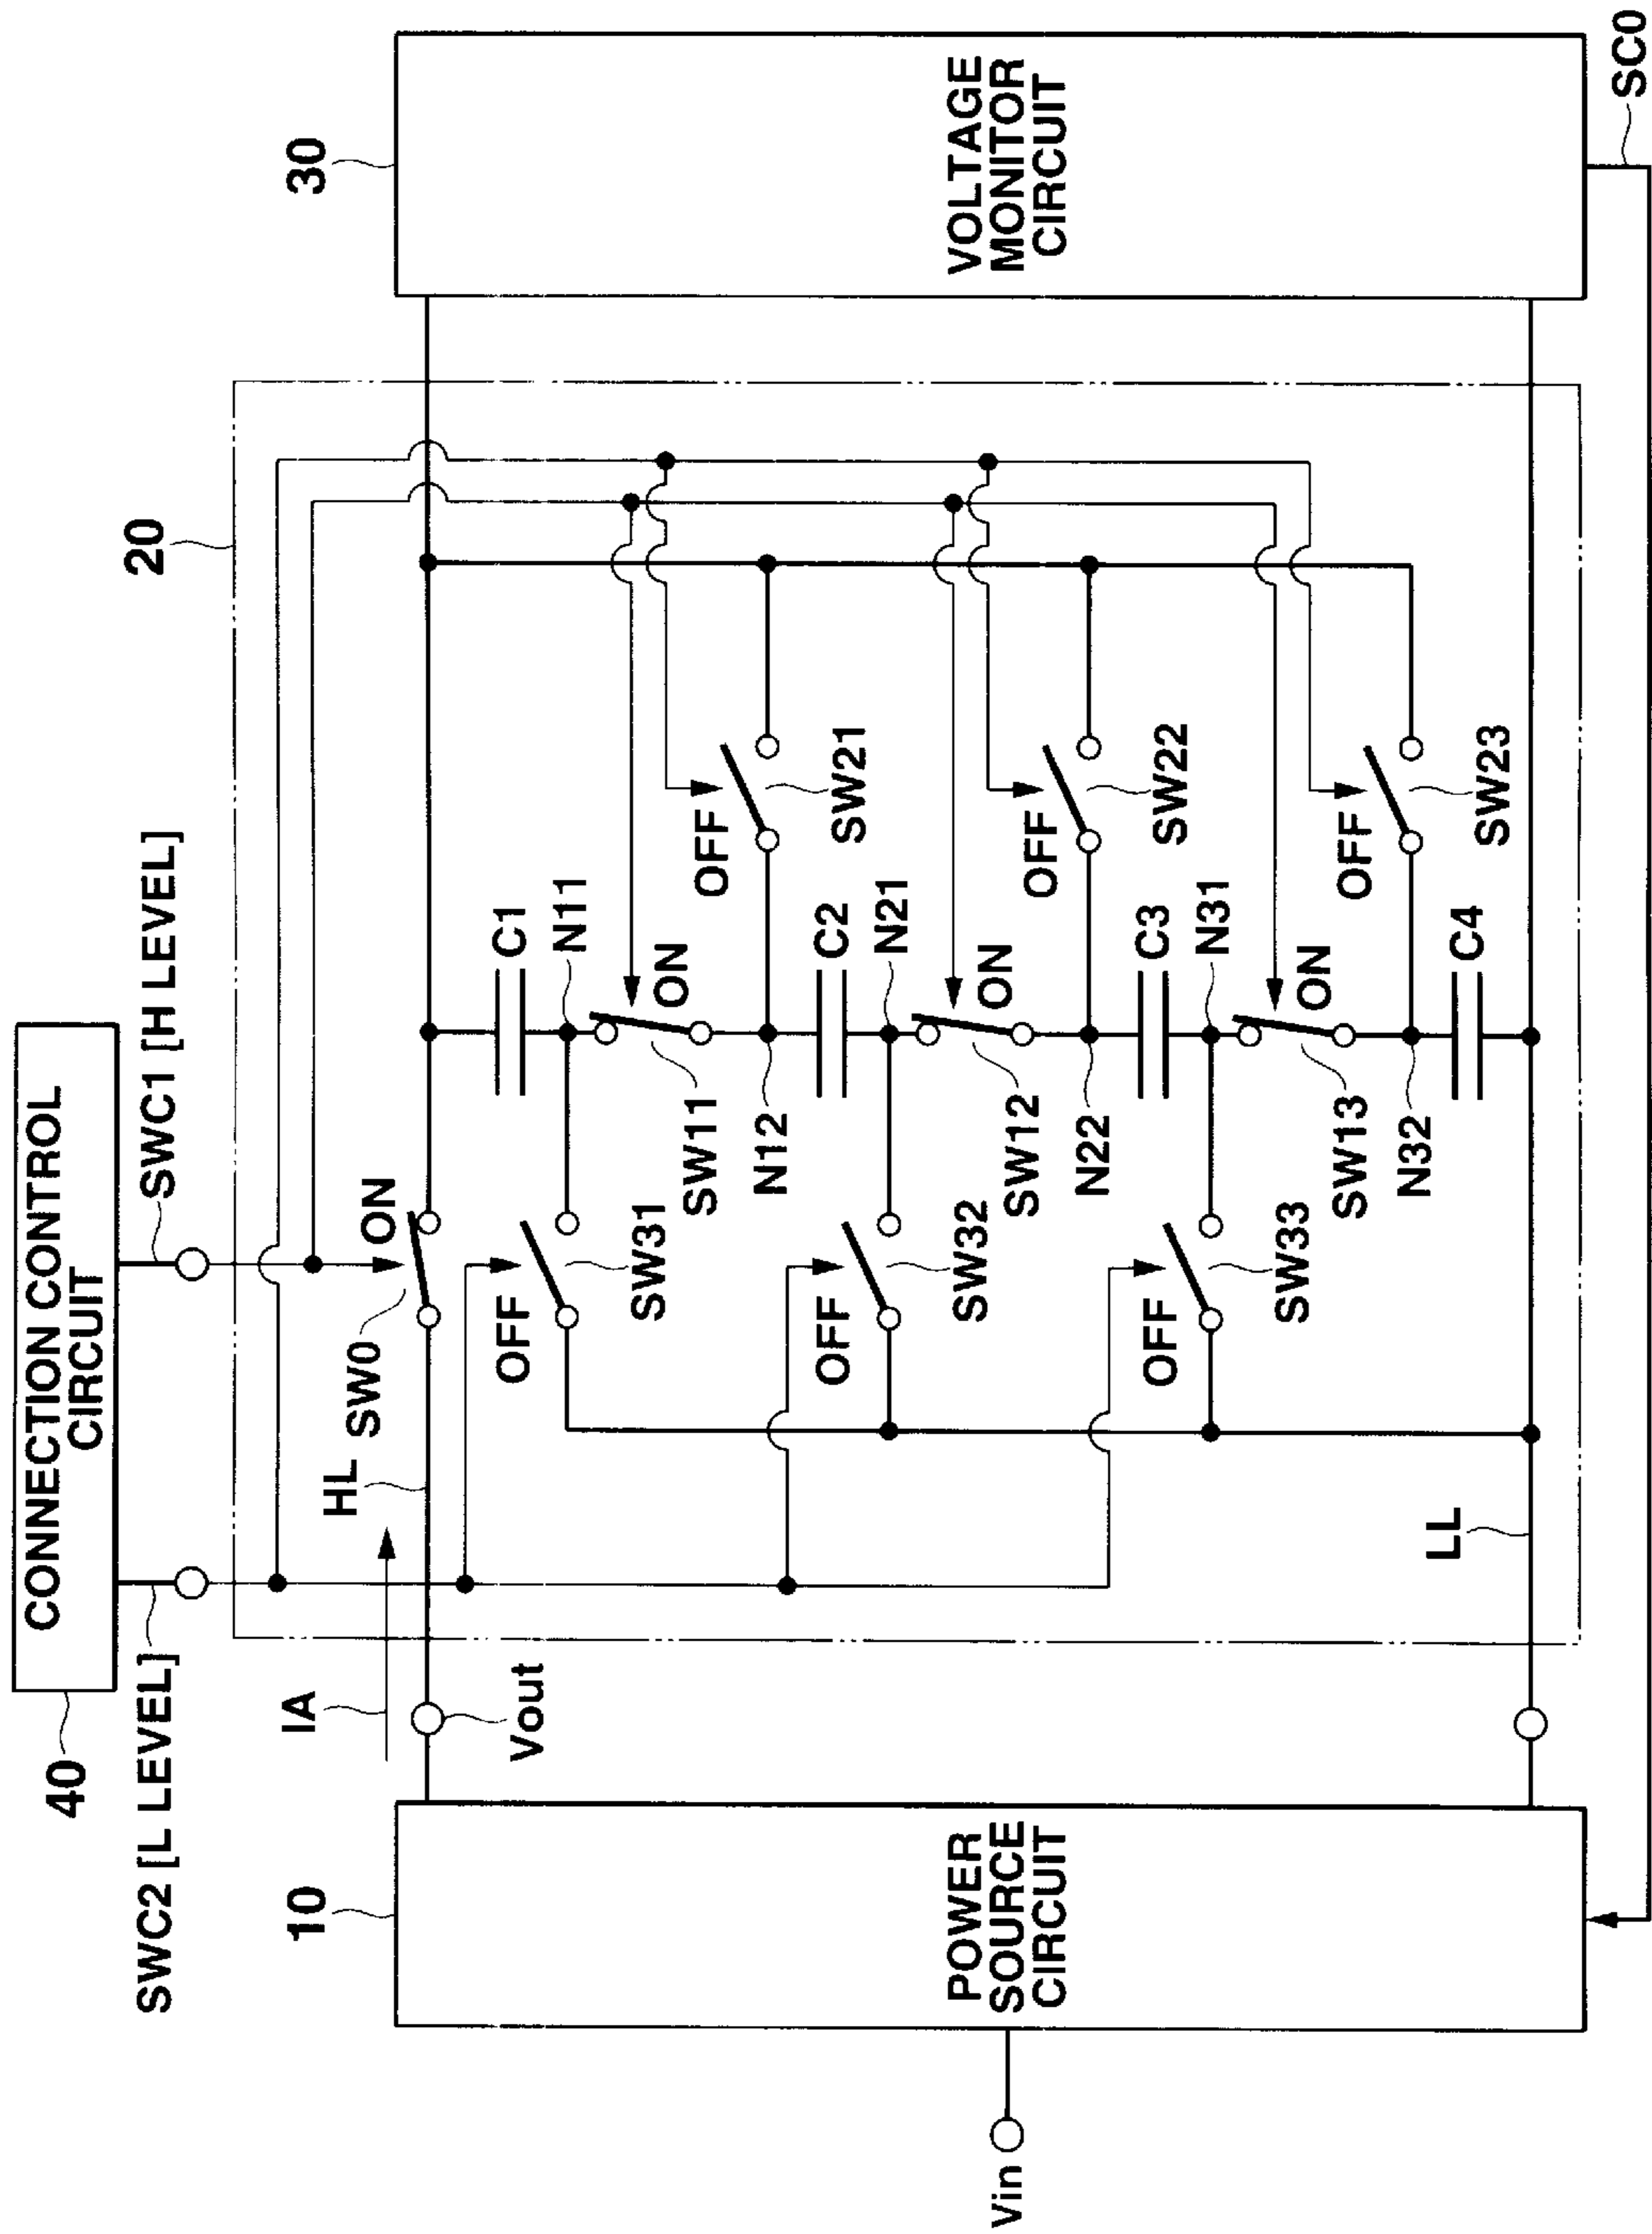 40
CONNECTION CONTROL
CIRCUIT
SWC2 [L LEVEL]
SWC1 [H LEVEL]
20
10
IA
HL
SW0
ON
30
Vout
OFF
C1
N11
SW31
SW11
ON
OFF
SW21
N12
OFF
C2
N21
SW32
SW12
ON
OFF
SW22
N22
OFF
C3
N31
SW33
SW13
ON
OFF
SW23
N32
C4
LL
Vin
POWER
SOURCE
CIRCUIT
VOLTAGE
MONITOR
CIRCUIT
SC0